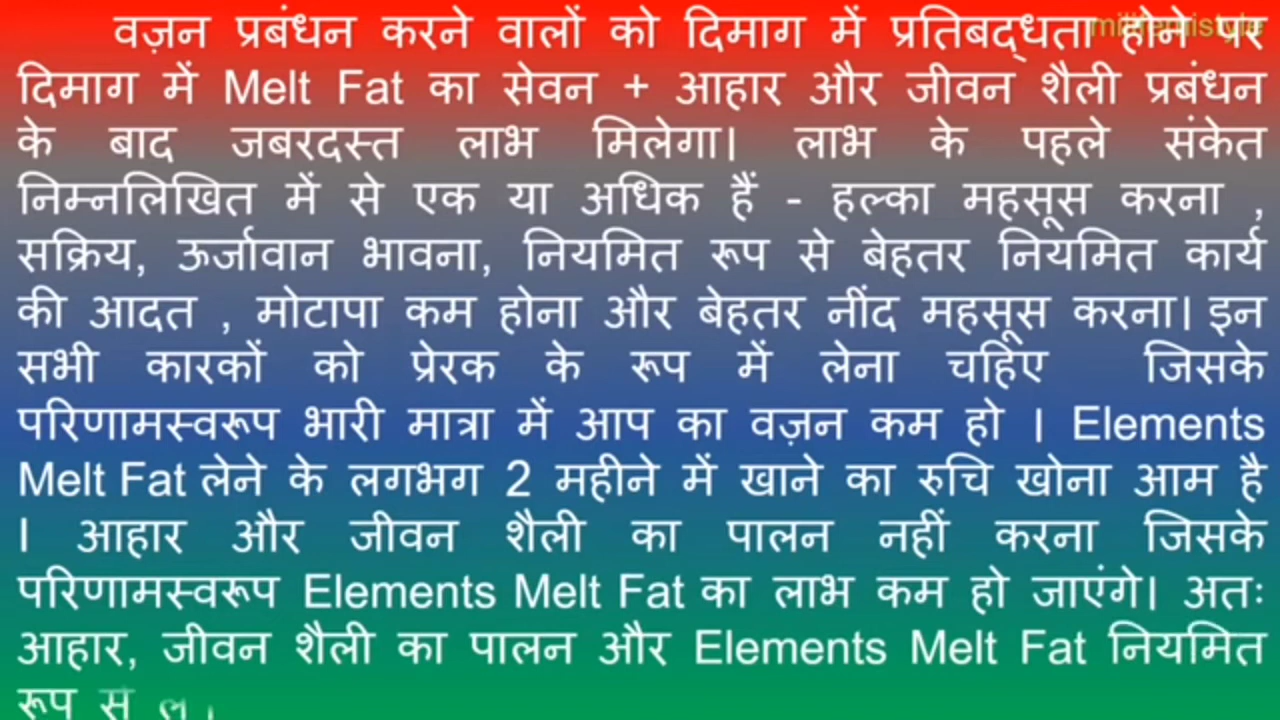 वज़न प्रबंधन करने वालों को दिमाग में प्रतिबद्धता होने पर
दिमाग में Melt Fat का सेवन + आहार और जीवन शैली प्रबंधन
के बाद जबरदस्त लाभ मिलेगा। लाभ के पहले संकेत
निम्नलिखित में से एक या अधिक हैं - हल्का महसूस करना ,
सक्रिय, ऊर्जावान भावना, नियमित रूप से बेहतर नियमित कार्य
की आदत , मोटापा कम होना और बेहतर नींद महसूस करना। इन
सभी कारकों को प्रेरक के रूप में लेना चहिए जिसके
परिणामस्वरूप भारी मात्रा में आप का वज़न कम हो । Elements
Melt Fat लेने के लगभग 2 महीने में खाने का रुचि खोना आम है
। आहार और जीवन शैली का पालन नहीं करना जिसके
परिणामस्वरूप Elements Melt Fat का लाभ कम हो जाएंगे। अतः
आहार, जीवन शैली का पालन और Elements Melt Fat नियमित
रूप